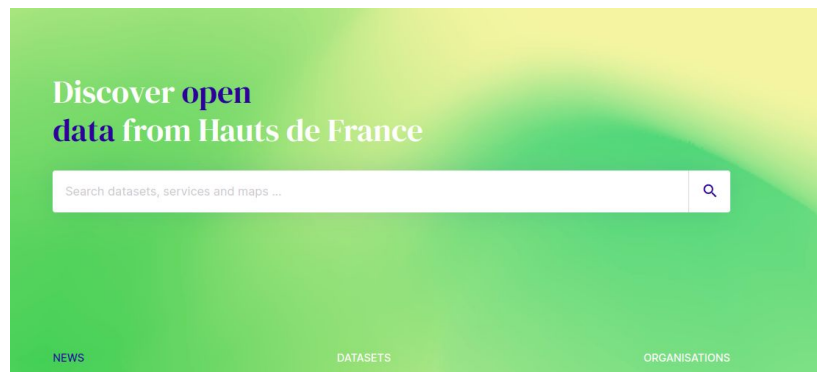 Discover open
data from Hauts de France
Search datasets, services and maps ...
NEWS
DATASETS
ORGANISATIONS